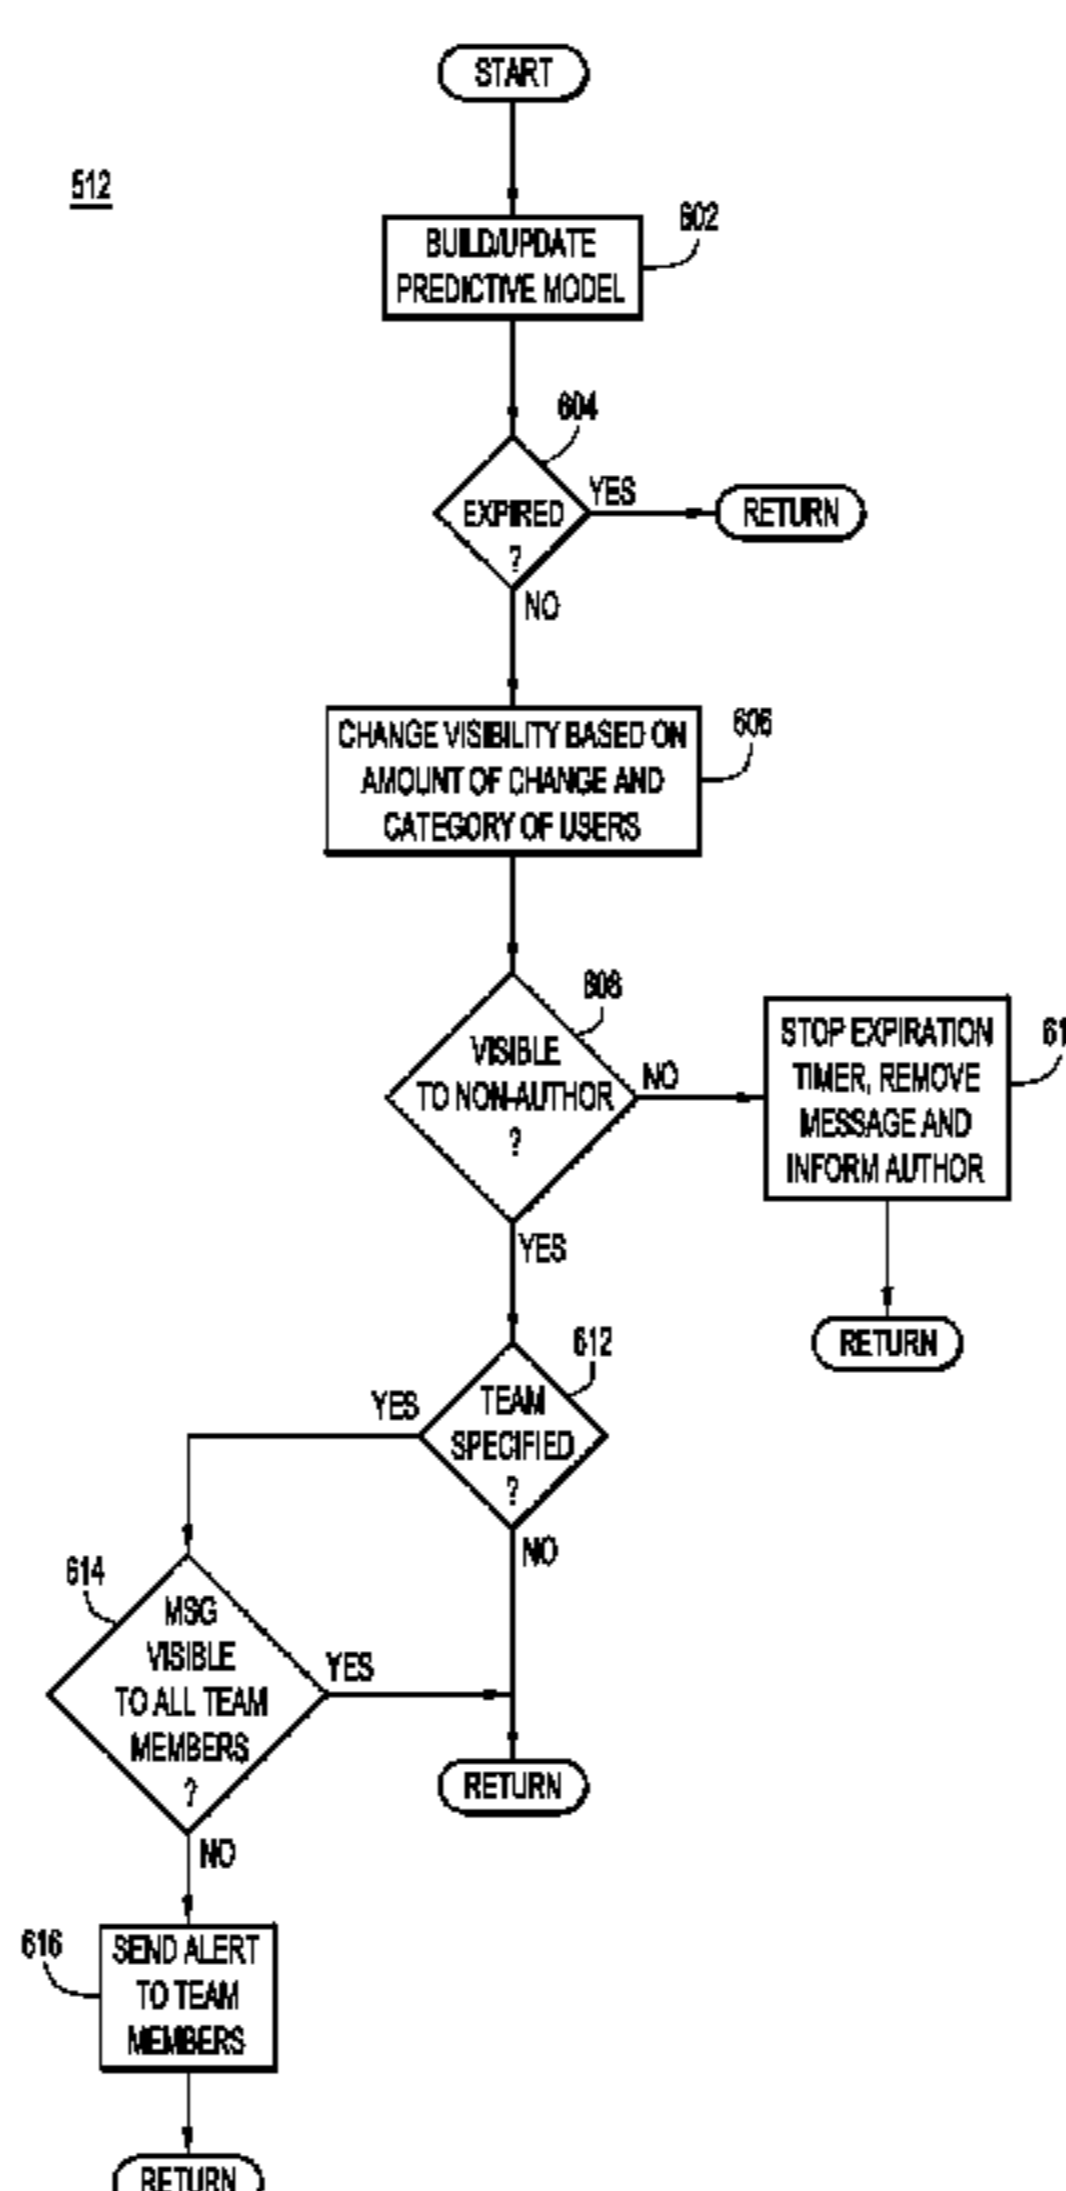 START
512
602
BUILD/UPDATE
PREDICTIVE MODEL
604
EXPIRED
?
YES
RETURN
NO
606
CHANGE VISIBILITY BASED ON
AMOUNT OF CHANGE AND
CATEGORY OF USERS
608
VISIBLE
TO NON-AUTHOR
?
NO
STOP EXPIRATION
TIMER, REMOVE
MESSAGE AND
INFORM AUTHOR
61
YES
RETURN
612
TEAM
SPECIFIED
?
YES
NO
614
MSG
VISIBLE
TO ALL TEAM
MEMBERS
?
YES
RETURN
NO
616
SEND ALERT
TO TEAM
MEMBERS
RETURN